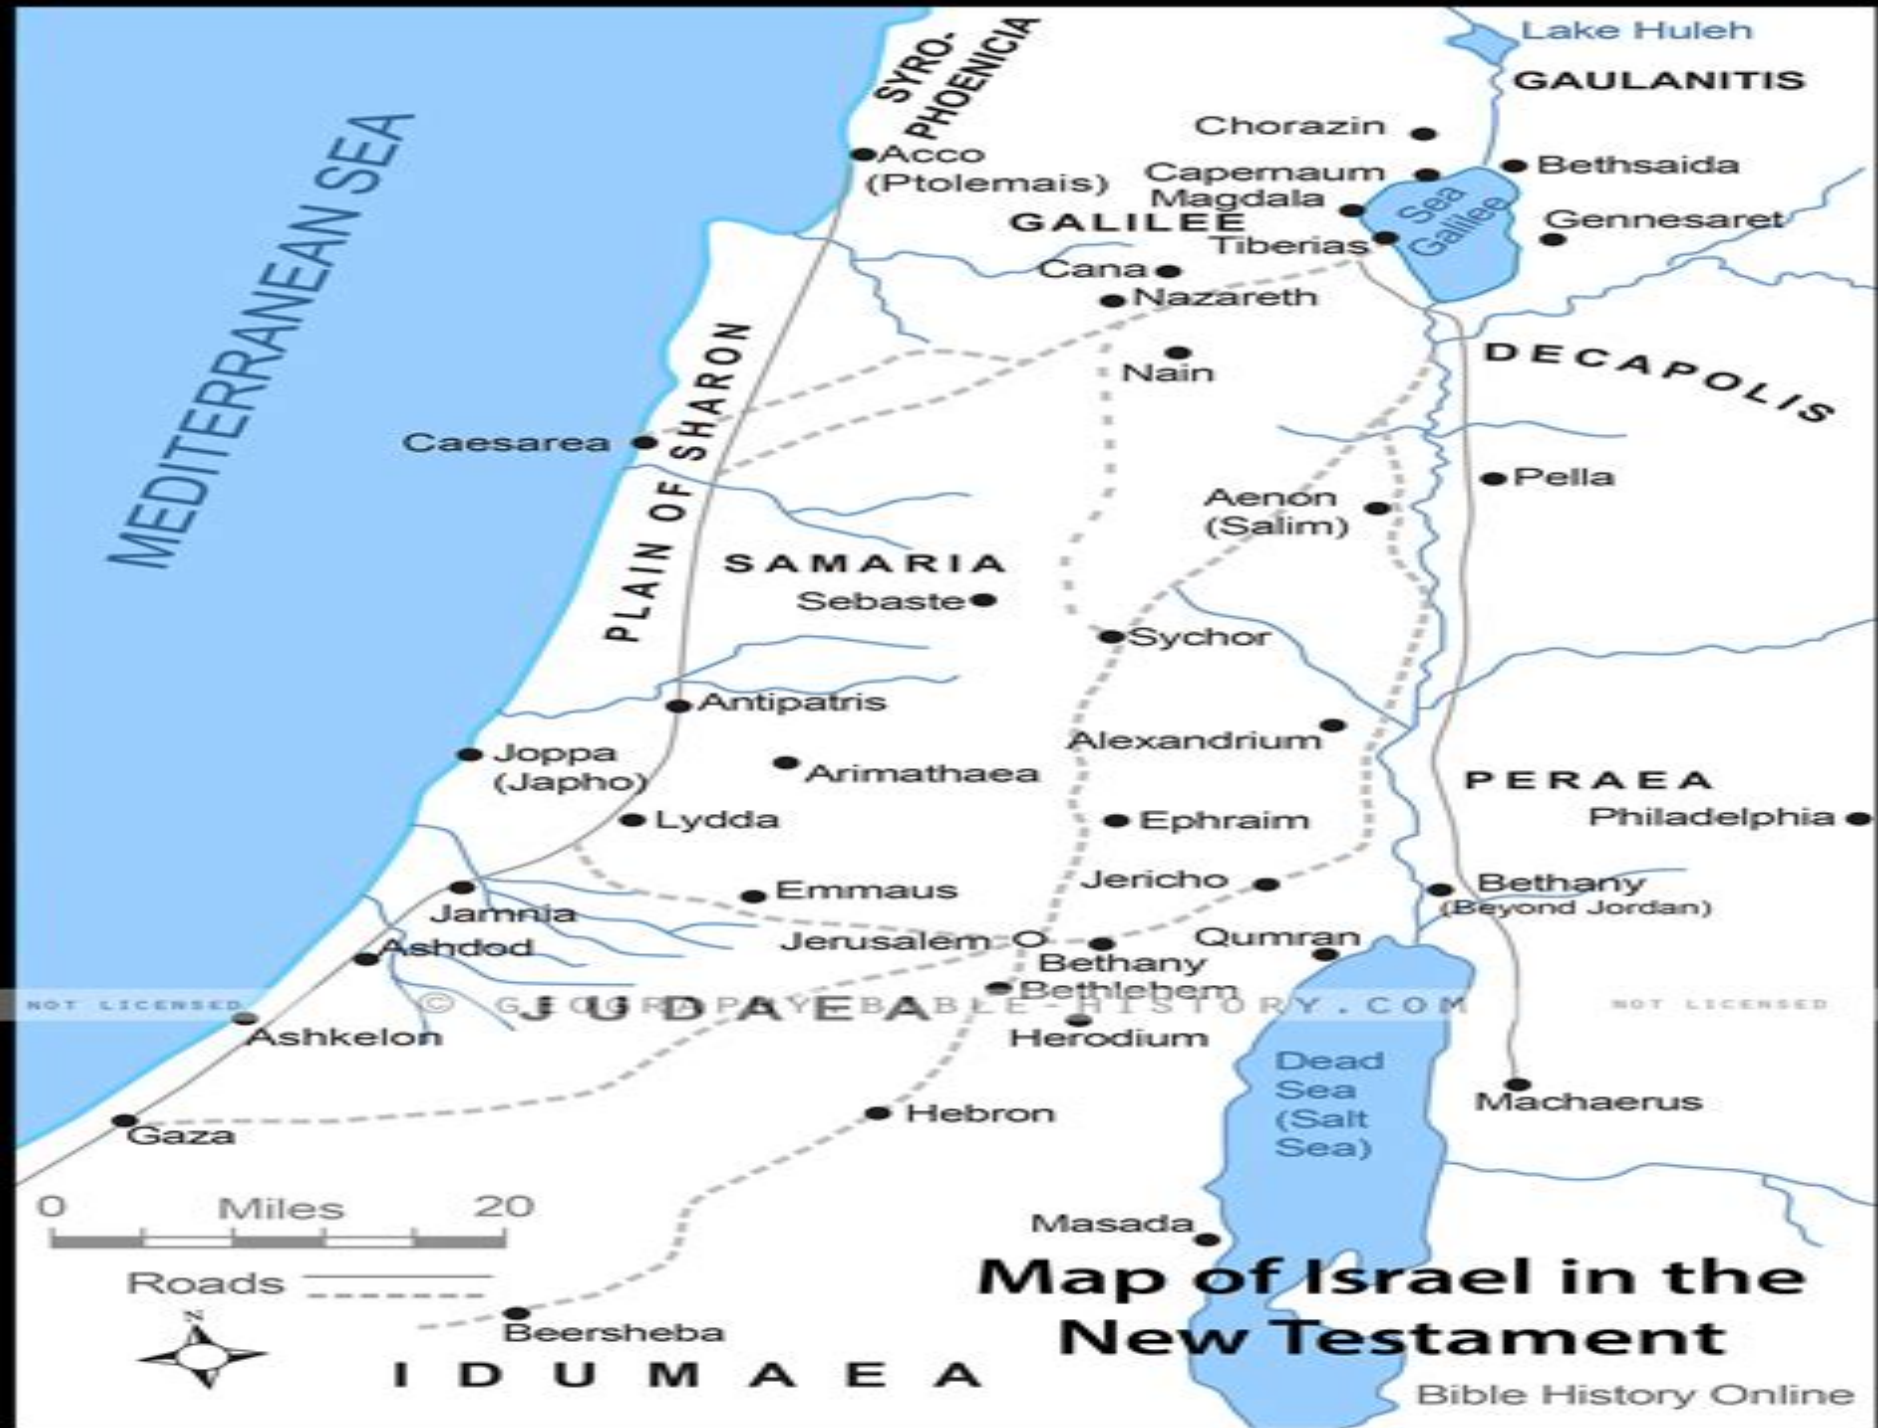 Lake Huleh
SYRO-
PHOENICIA
GAULANITIS
Chorazin
Acco
(Ptolemais)
Capernaum
Bethsaida
Magdala
Sea
Galilee
GALILEE
Gennesaret
Tiberias
Cana
Nazareth
MEDITERRANEAN SEA
DECAPOLIS
Nain
PLAIN OF SHARON
Caesarea
Pella
Aenon
(Salim)
SAMARIA
Sebaste
Sychor
Antipatris
Alexandrium
Joppa
(Japho)
Arimathaea
PERAEA
Lydda
Ephraim
Philadelphia
Emmaus
Jericho
Bethany
(Beyond Jordan)
Jamnia
Jerusalem
Qumran
Ashdod
Bethany
Bethlehem
NOT LICENSED
© GEOGRAPHY-BIBLE-HISTORY.COM
NOT LICENSED
JUDAEA
Ashkelon
Herodium
Dead
Sea
(Salt
Sea)
Machaerus
Hebron
Gaza
0 Miles 20
Masada
Roads
Map of Israel in the
New Testament
N
Beersheba
IDUMAEA
Bible History Online